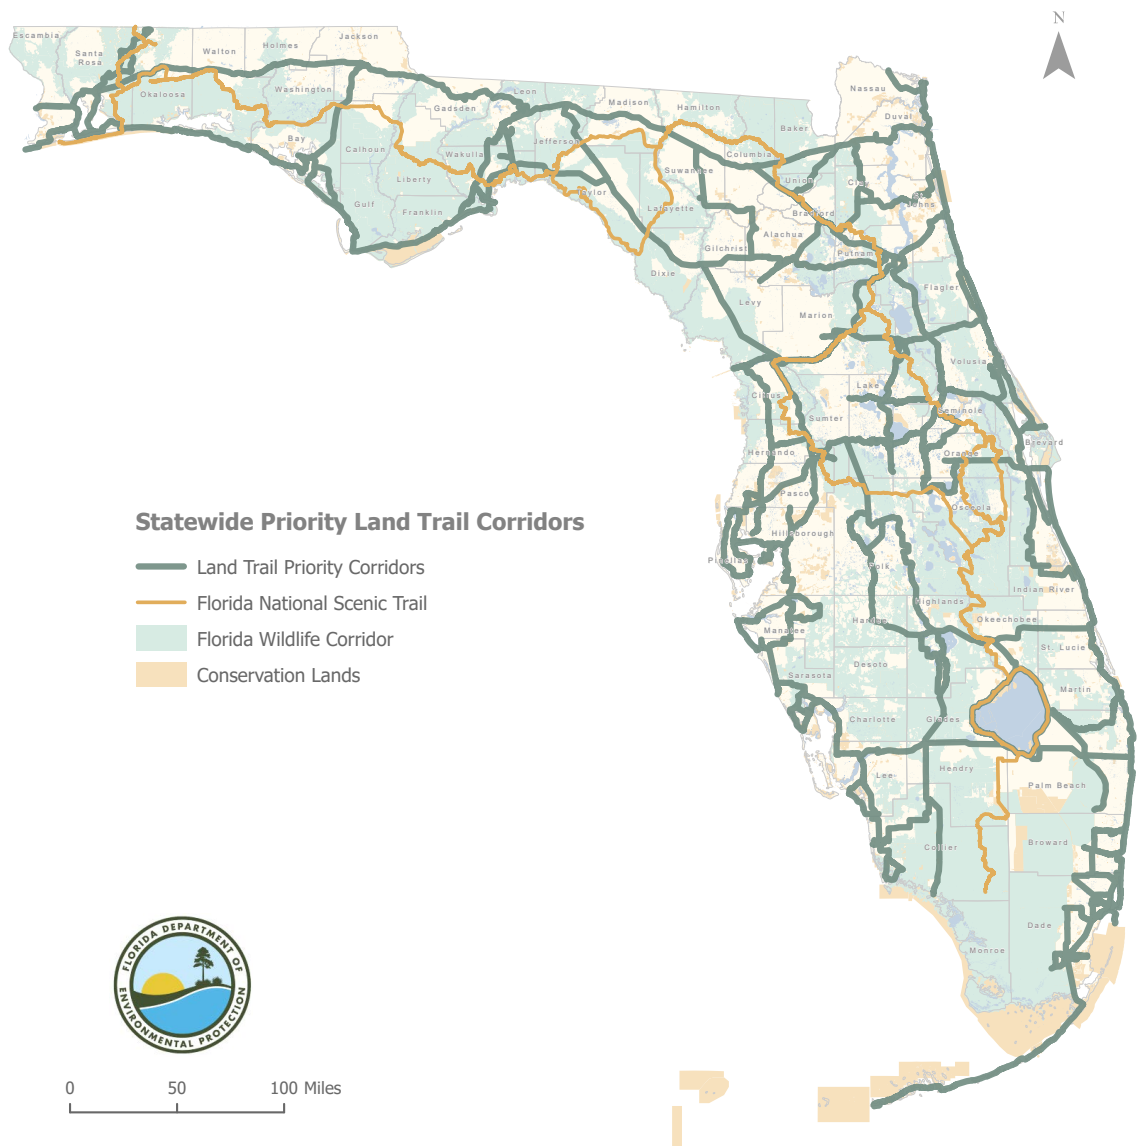 N
Escambia
Santa
Rosa
Okaloosa
Walton
Holmes
Jackson
Washington
Bay
Calhoun
Gulf
Liberty
Franklin
Gadsden
Leon
Wakulla
Jefferson
Madison
Taylor
Hamilton
Suwannee
Lafayette
Dixie
Columbia
Baker
Nassau
Duval
Union
Bradford
Clay
St
Johns
Alachua
Gilchrist
Putnam
Levy
Marion
Flagler
Volusia
Citrus
Sumter
Lake
Seminole
Hernando
Orange
Brevard
Pasco
Osceola
Hillsborough
Pinellas
Polk
Indian River
Highlands
Okeechobee
Manatee
Hardee
St. Lucie
Sarasota
Desoto
Martin
Charlotte
Glades
Lee
Hendry
Palm Beach
Collier
Broward
Dade
Monroe
Statewide Priority Land Trail Corridors
Land Trail Priority Corridors
Florida National Scenic Trail
Florida Wildlife Corridor
Conservation Lands
FLORIDA DEPARTMENT OF
ENVIRONMENTAL PROTECTION
0 50 100 Miles